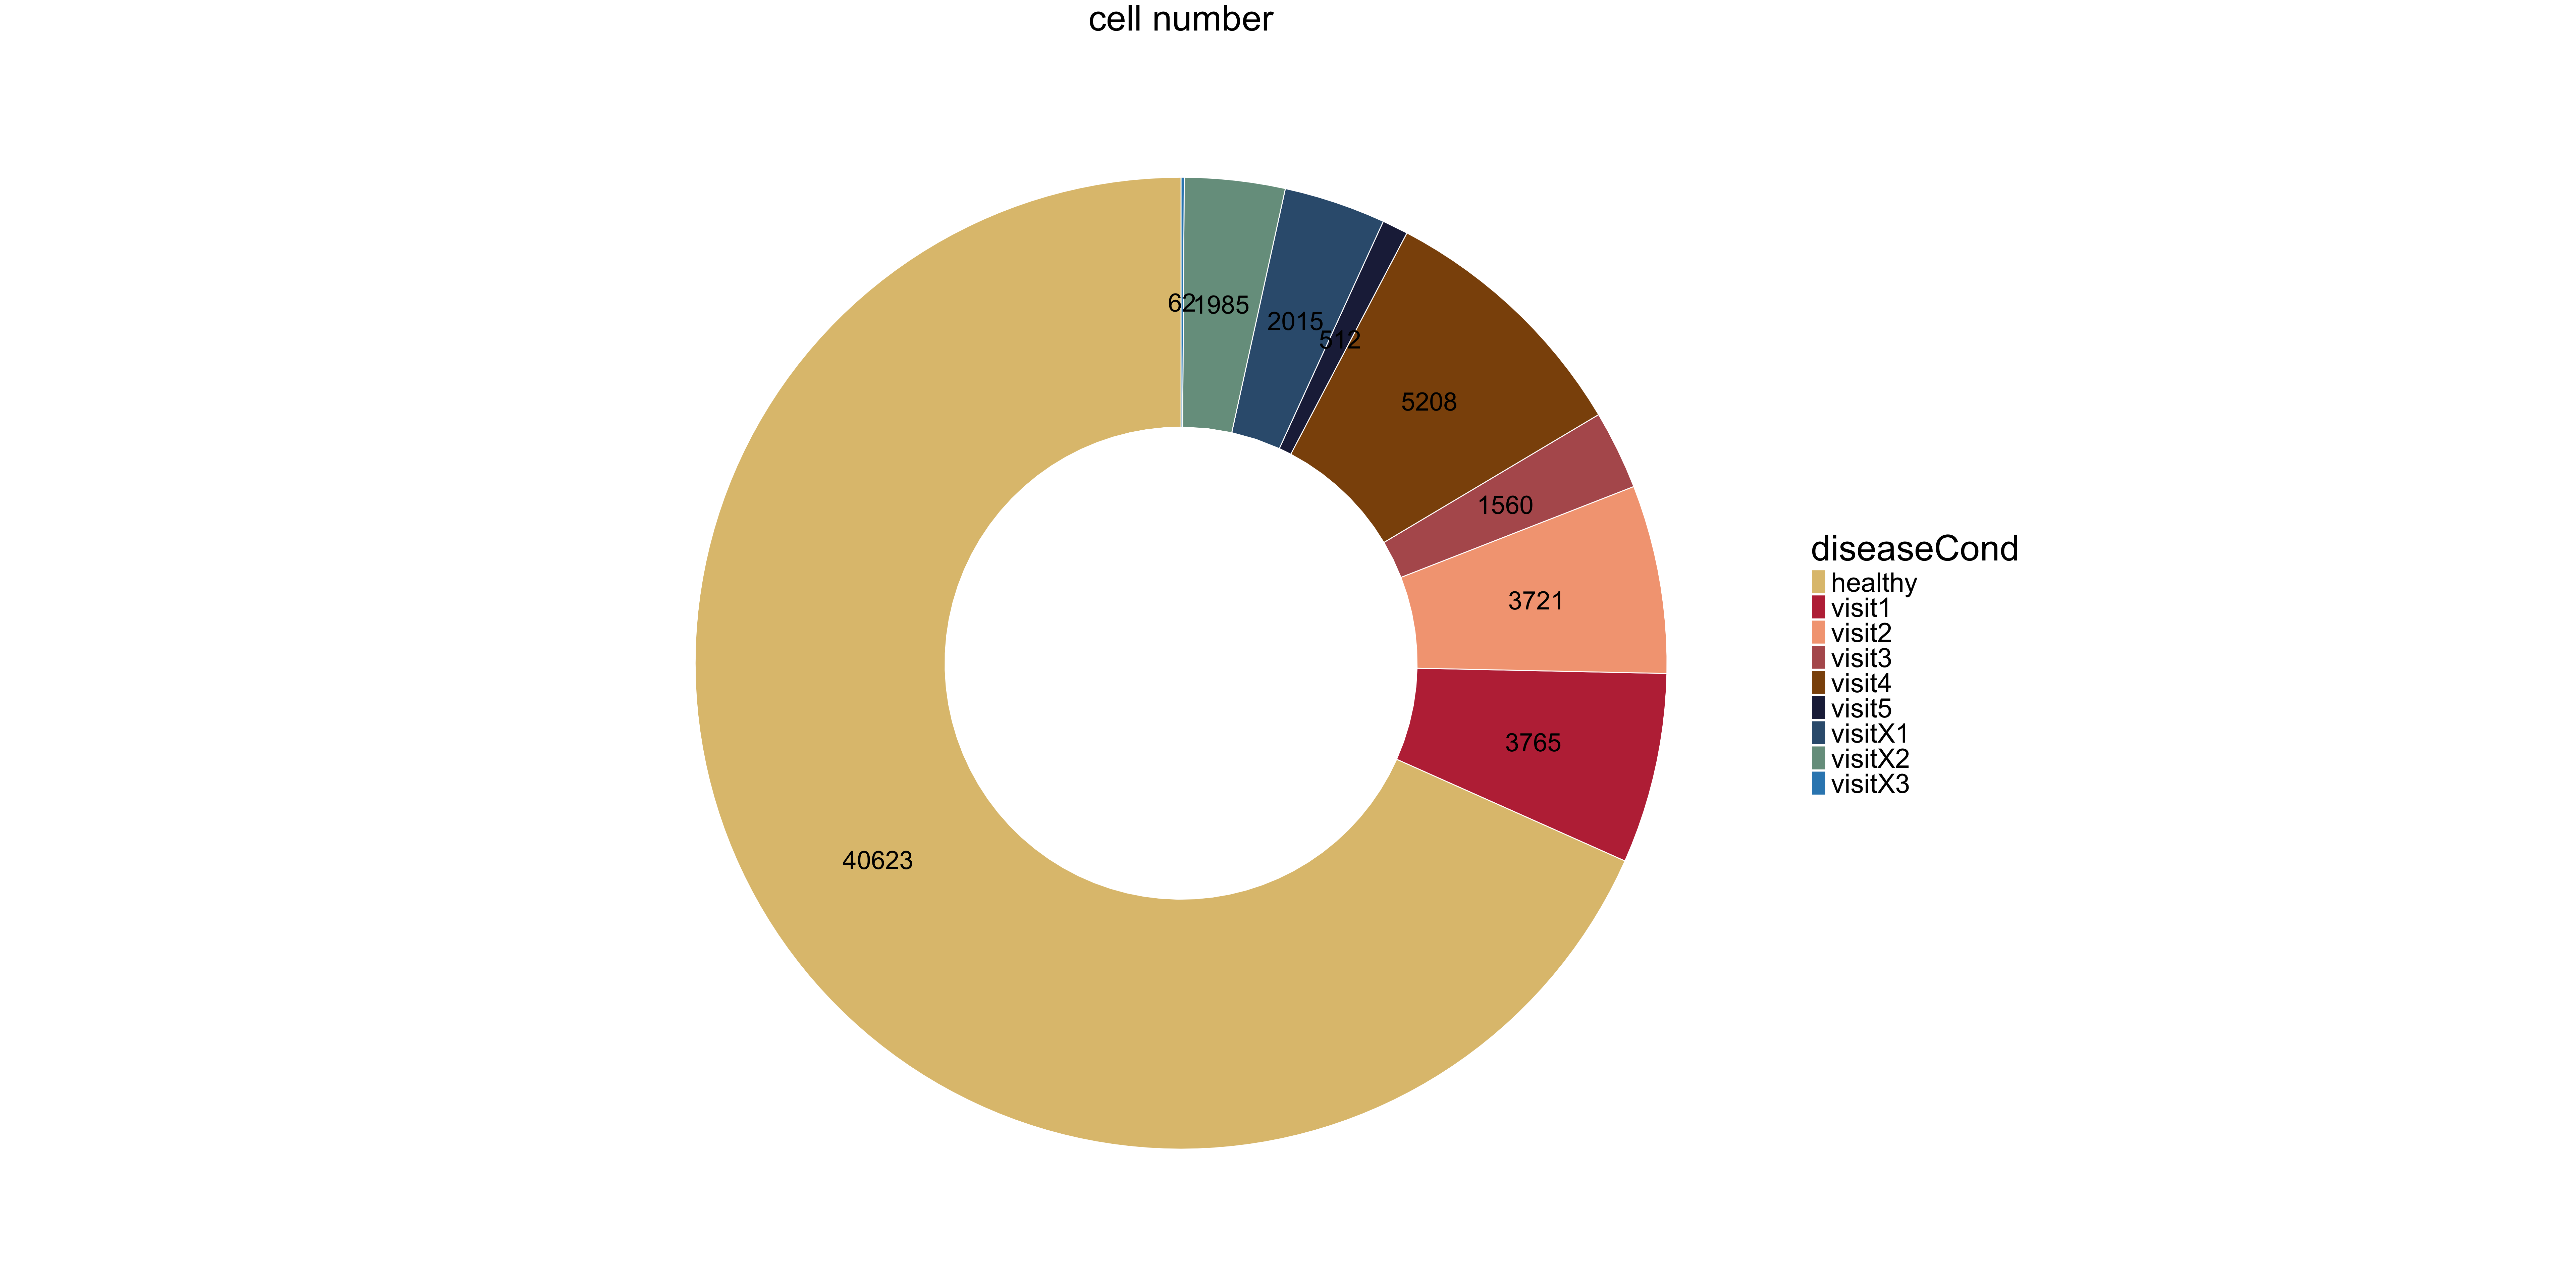 cell number
62
1985
2015
512
5208
1560
3721
3765
40623
diseaseCond
healthy
visit1
visit2
visit3
visit4
visit5
visitX1
visitX2
visitX3